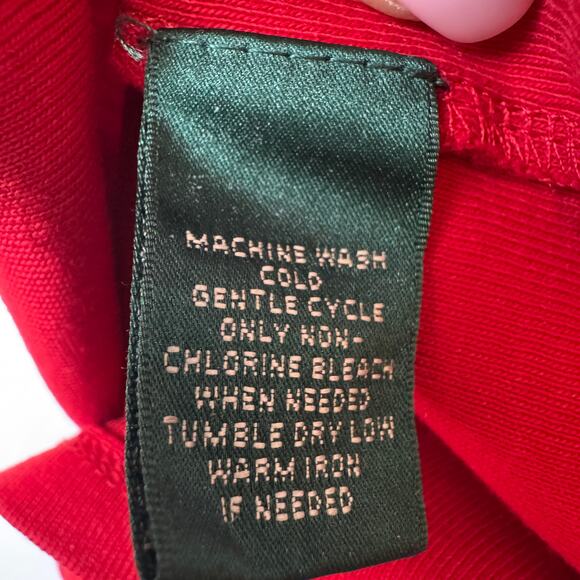 MACHINE WASH
COLD
GENTLE CYCLE
ONLY NON-
CHLORINE BLEACH
WHEN NEEDED
TUMBLE DRY LOW
WARM IRON
IF NEEDED